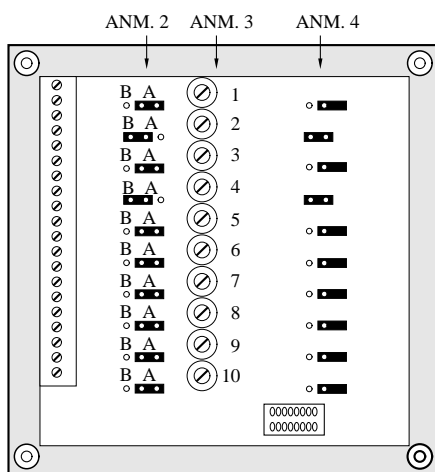 ANM. 2 ANM. 3 ANM. 4
B A 1
B A 2
B A 3
B A 4
B A 5
B A 6
B A 7
B A 8
B A 9
B A 10
00000000
00000000